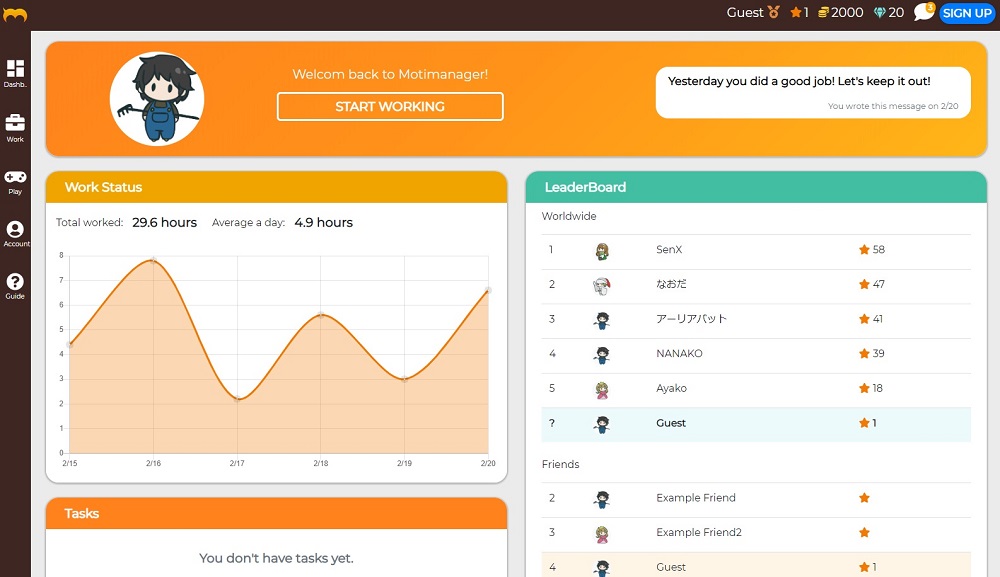 Guest 1 2000 20 3 SIGN UP
Dashb.
Work
Play
Account
Guide
Welcom back to Motimanager!
START WORKING
Yesterday you did a good job! Let's keep it out!
You wrote this message on 2/20
Work Status
Total worked: 29.6 hours Average a day: 4.9 hours
8
7
6
5
4
3
2
1
0
2/15 2/16 2/17 2/18 2/19 2/20
Tasks
You don't have tasks yet.
LeaderBoard
Worldwide
1 SenX 58
2 なおだ 47
3 アーリアバット 41
4 NANAKO 39
5 Ayako 18
? Guest 1
Friends
2 Example Friend
3 Example Friend2
4 Guest 1